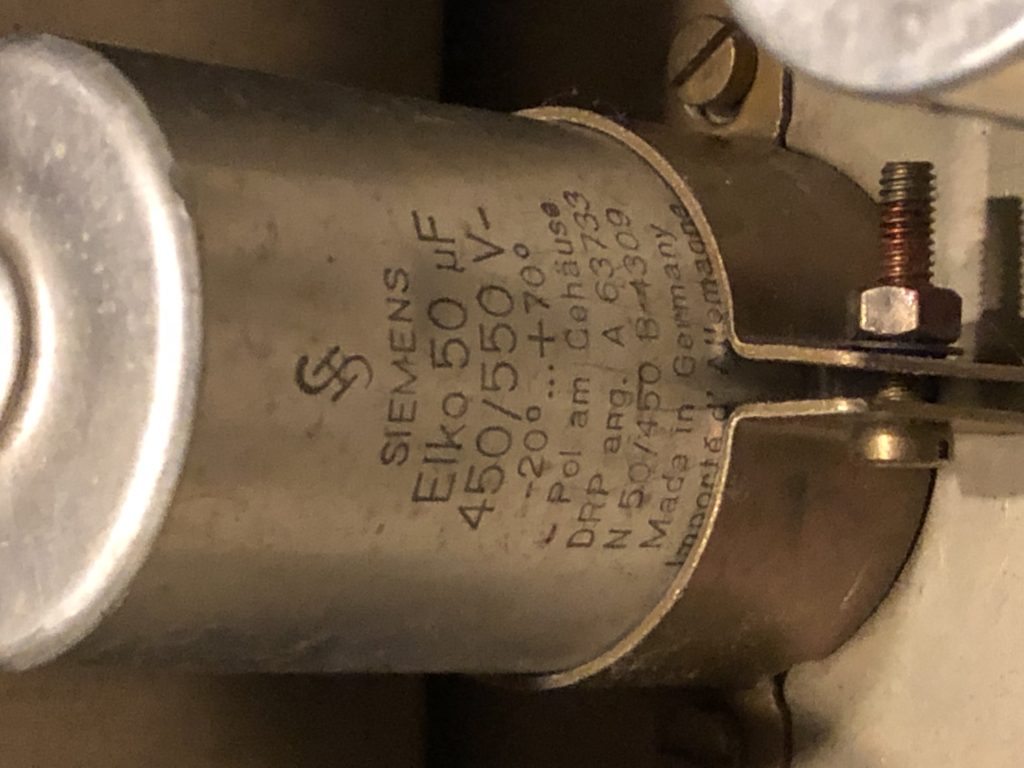 SIEMENS
Elko 50 µF
450/550 V-
-20°...+70°
- Pol am Gehäuse
DRP ang. A 63733
N 50/450 B-4309
Made in Germany
Importé d'Allemagne